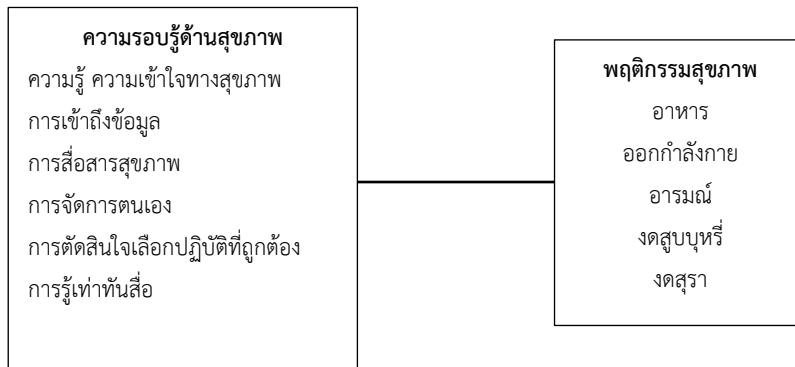 ความรอบรู้ด้านสุขภาพ
ความรู้ ความเข้าใจทางสุขภาพ
การเข้าถึงข้อมูล
การสื่อสารสุขภาพ
การจัดการตนเอง
การตัดสินใจเลือกปฏิบัติที่ถูกต้อง
การรู้เท่าทันสื่อ
พฤติกรรมสุขภาพ
อาหาร
ออกกำลังกาย
อารมณ์
งดสูบบุหรี่
งดสุรา